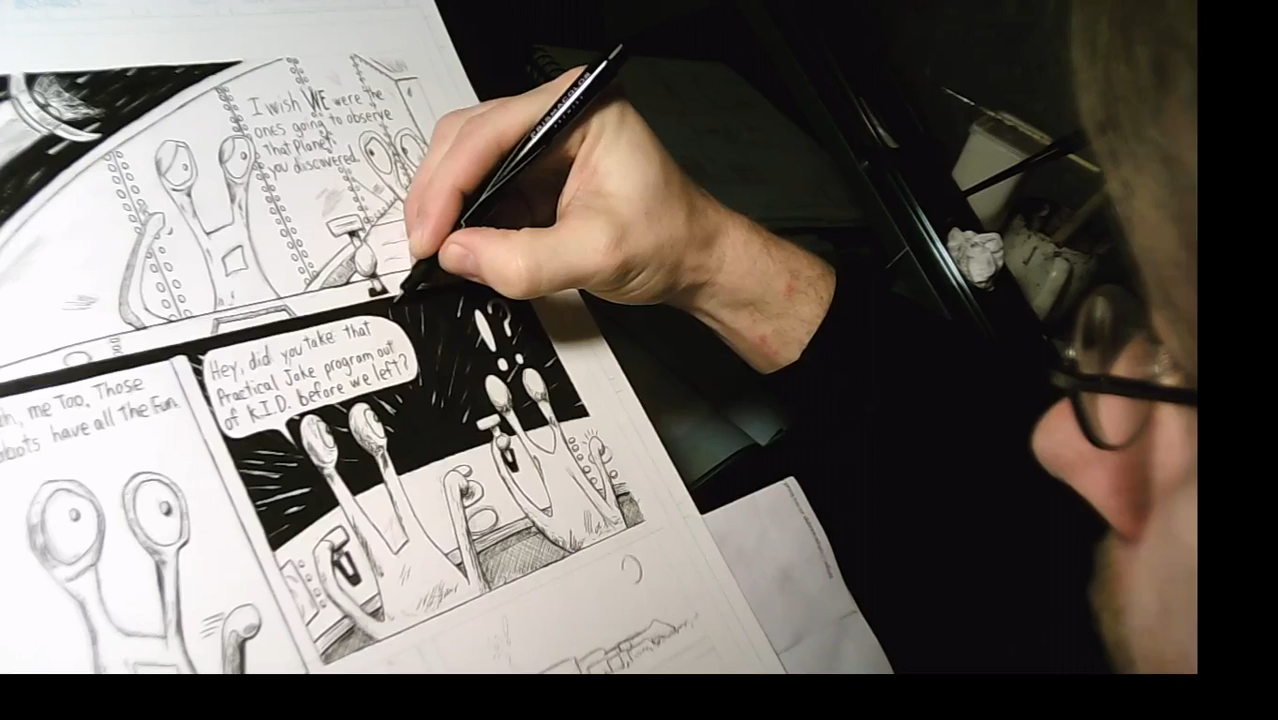 I wish WE were the
ones going to observe
that Planet
you discovered.
PRISMACOLOR
Hey, did you take that
Practical Joke program out
of K.I.D. before we left?
!?
me Too. Those
have all The Fun.